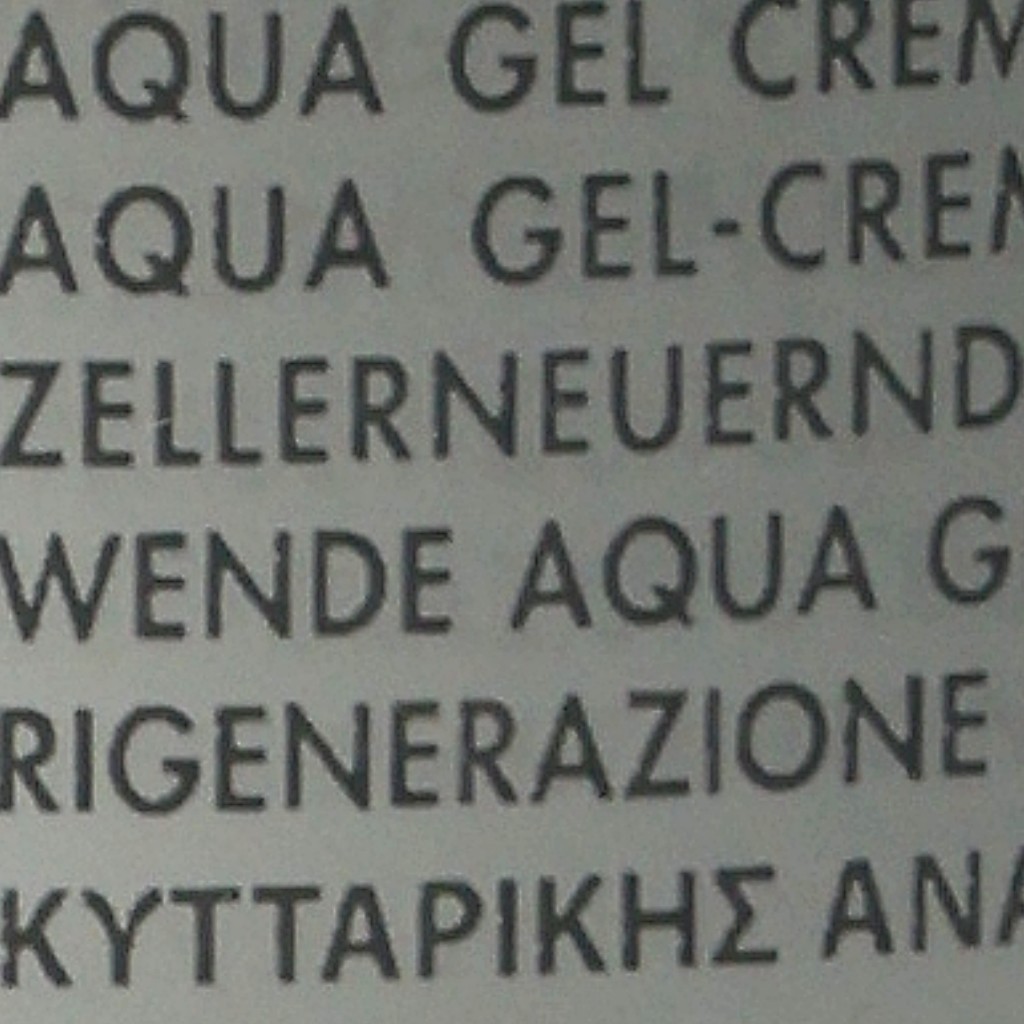 AQUA GEL CREM
AQUA GEL-CREM
ZELLERNEUERND
WENDE AQUA G
RIGENERAZIONE
ΚΥΤΤΑΡΙΚΗΣ ΑΝΑ